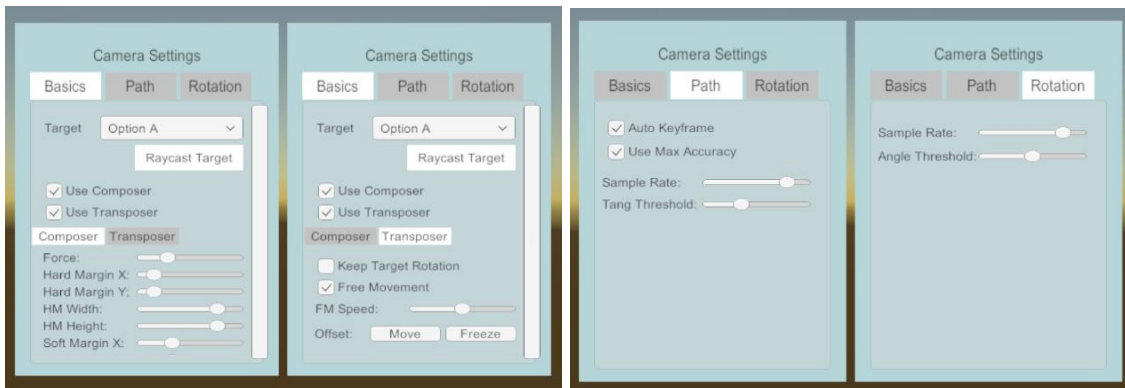 Camera Settings
Basics Path Rotation
Target Option A
Raycast Target
Use Composer
Use Transposer
Composer Transposer
Force:
Hard Margin X:
Hard Margin Y:
HM Width:
HM Height:
Soft Margin X:
Camera Settings
Basics Path Rotation
Target Option A
Raycast Target
Use Composer
Use Transposer
Composer Transposer
Keep Target Rotation
Free Movement
FM Speed:
Offset: Move Freeze
Camera Settings
Basics Path Rotation
Auto Keyframe
Use Max Accuracy
Sample Rate:
Tang Threshold:
Camera Settings
Basics Path Rotation
Sample Rate:
Angle Threshold: